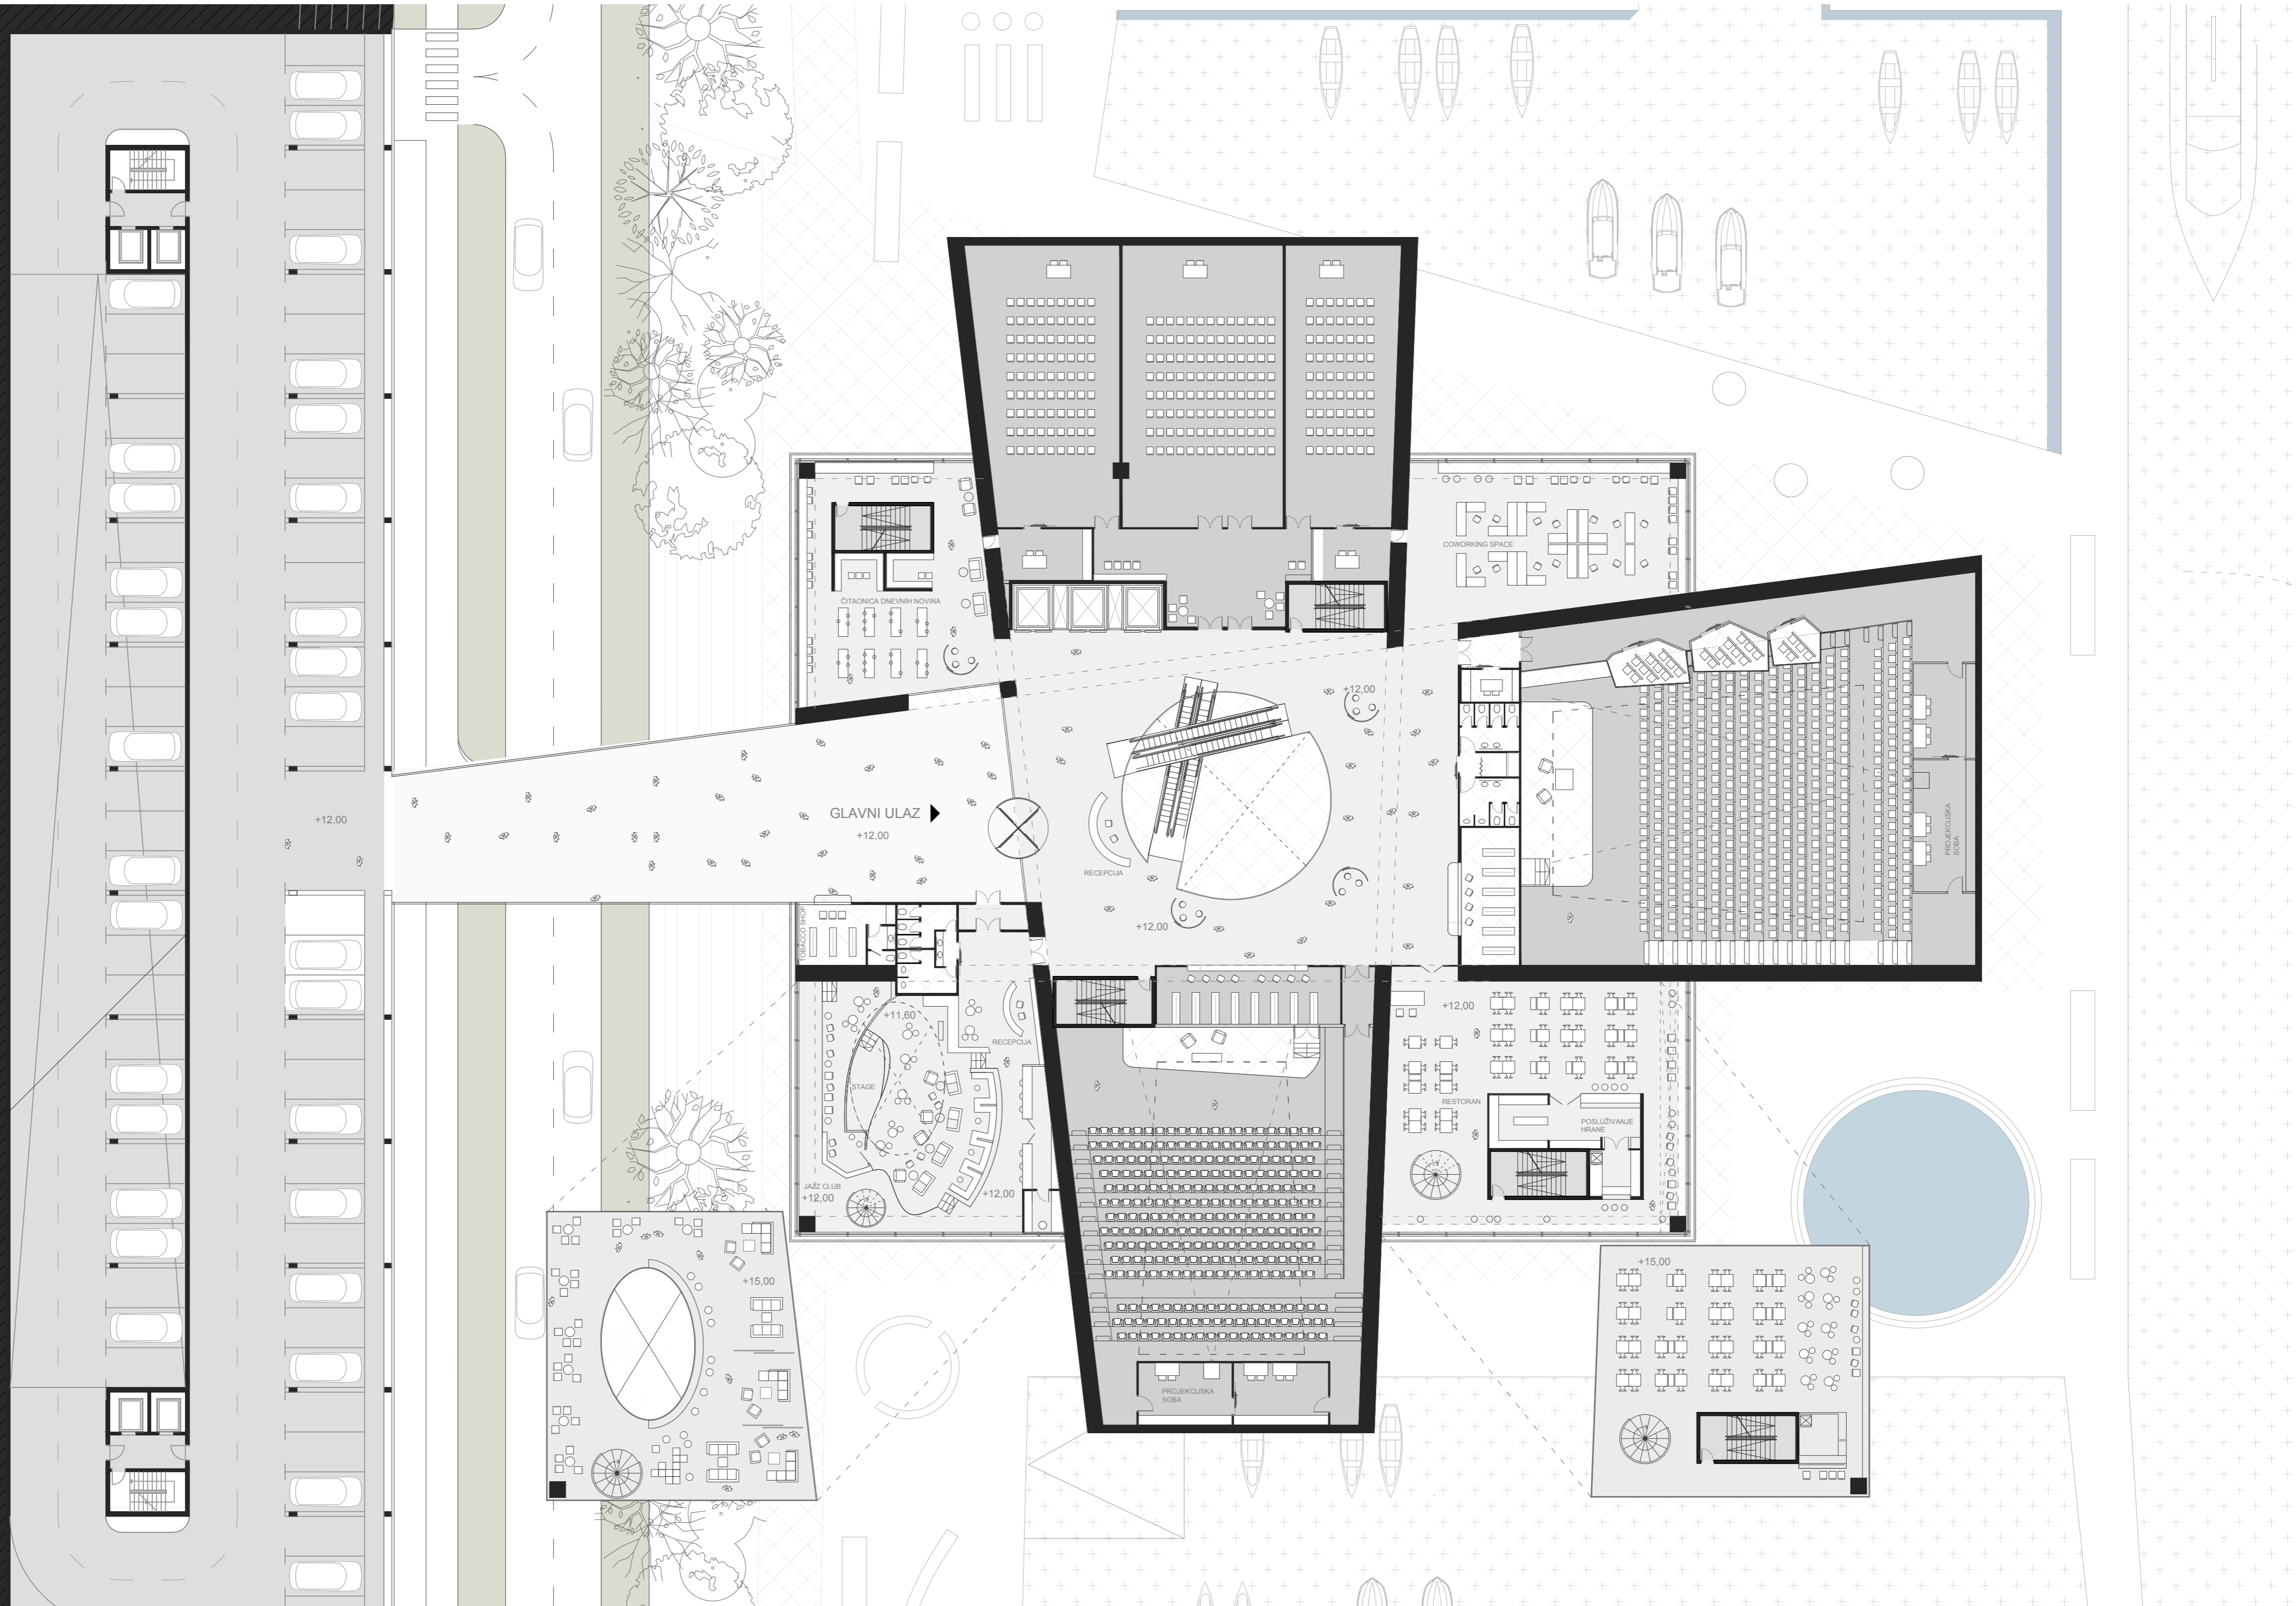 COWORKING SPACE
ČITAONICA DNEVNIH NOVINA
+12,00
GLAVNI ULAZ
+12,00
+12,00
RECEPCIJA
PROJEKCIJSKA
SOBA
TOBACCO SHOP
+12,00
+12,00
+11,60
RECEPCIJA
STAGE
RESTORAN
POSLUŽIVANJE
HRANE
JAZZ CLUB
+12,00
+12,00
+15,00
+15,00
PROJEKCIJSKA
SOBA